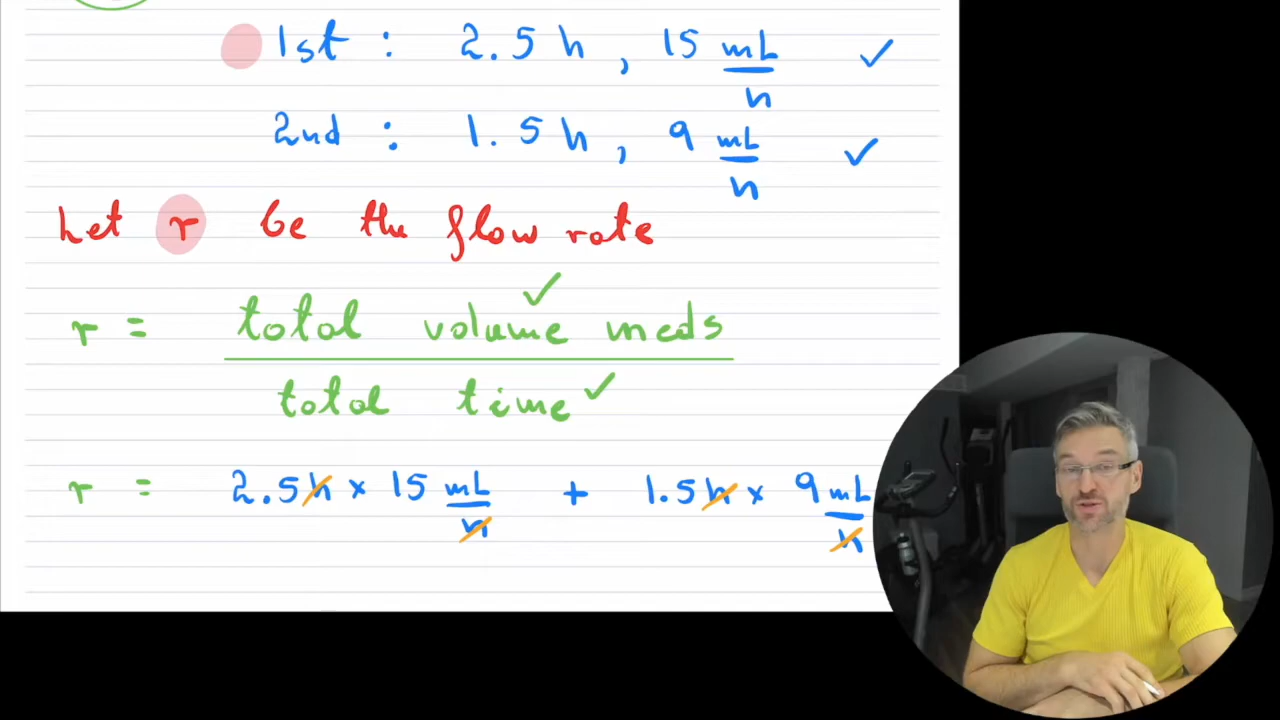 1st : 2.5 h , 15 mL/h ✓
2nd : 1.5 h , 9 mL/h ✓
Let r be the flow rate
r = total volume meds ✓
total time ✓
r = 2.5 h × 15 mL/h + 1.5 h × 9 mL/h